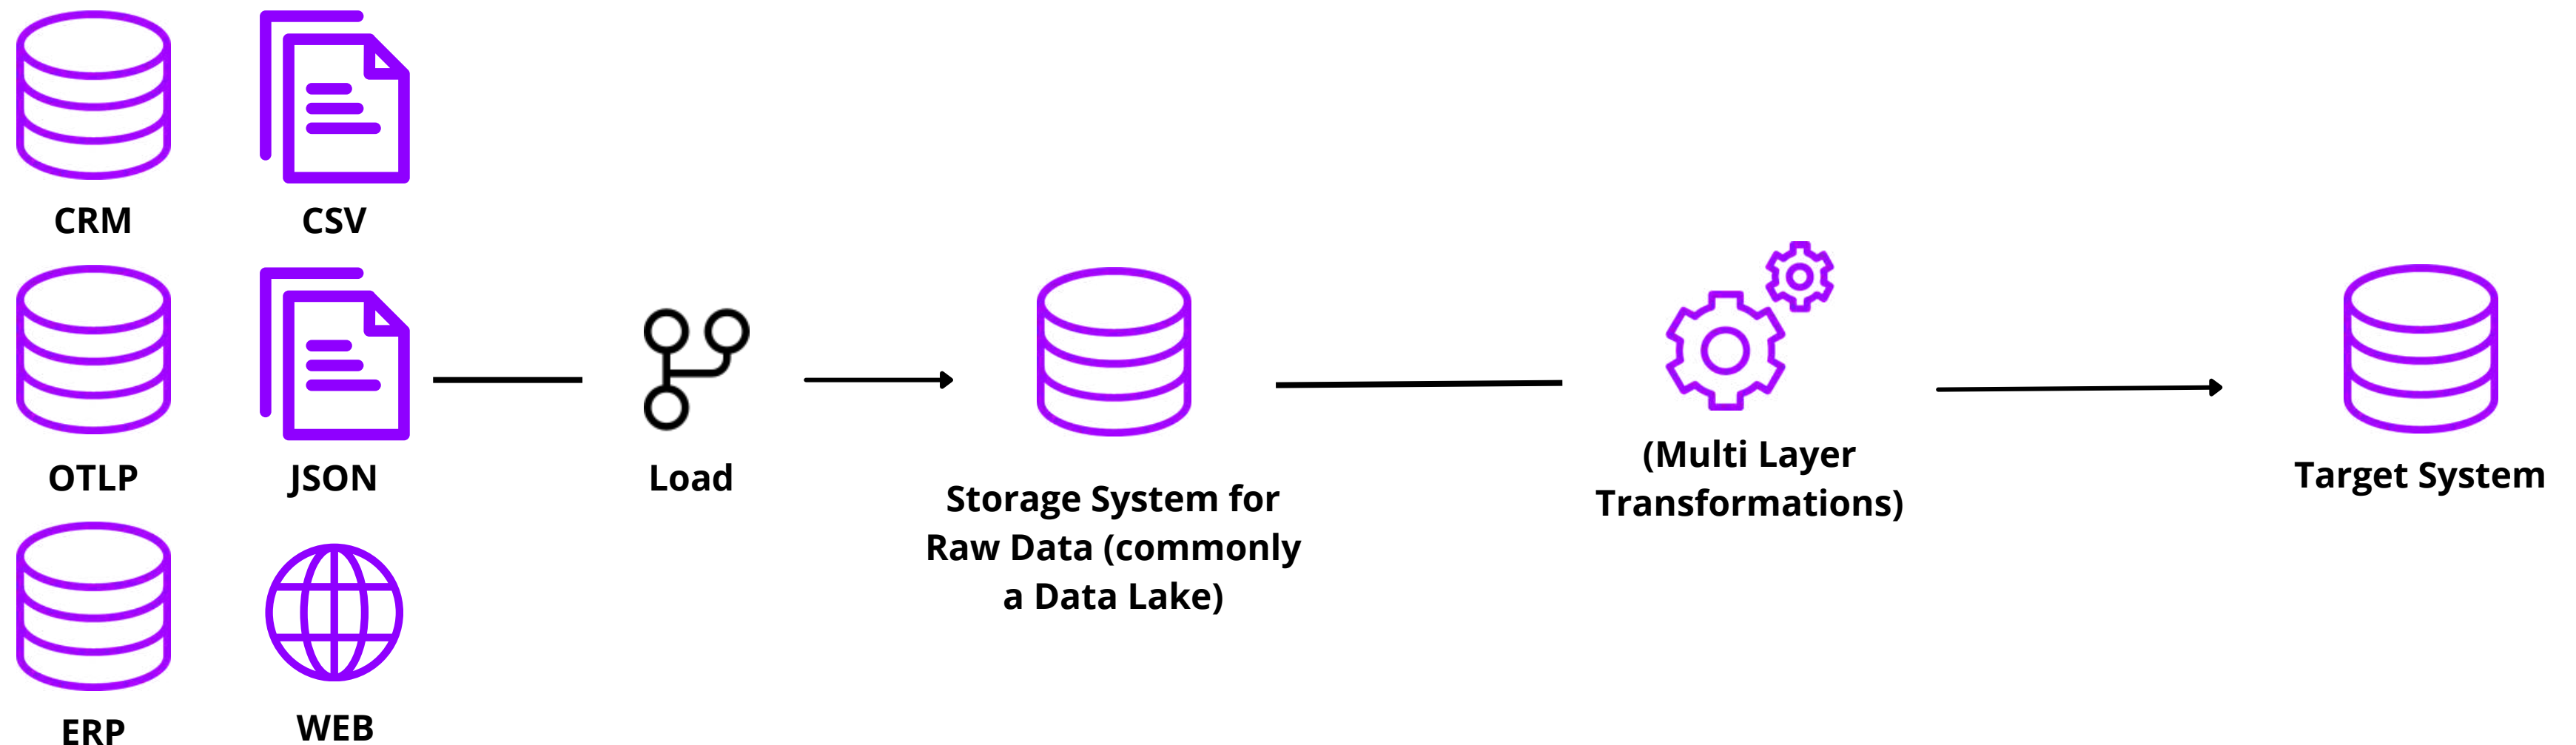 CRM
CSV
OTLP
JSON
ERP
WEB
Load
Storage System for
Raw Data (commonly
a Data Lake)
(Multi Layer
Transformations)
Target System